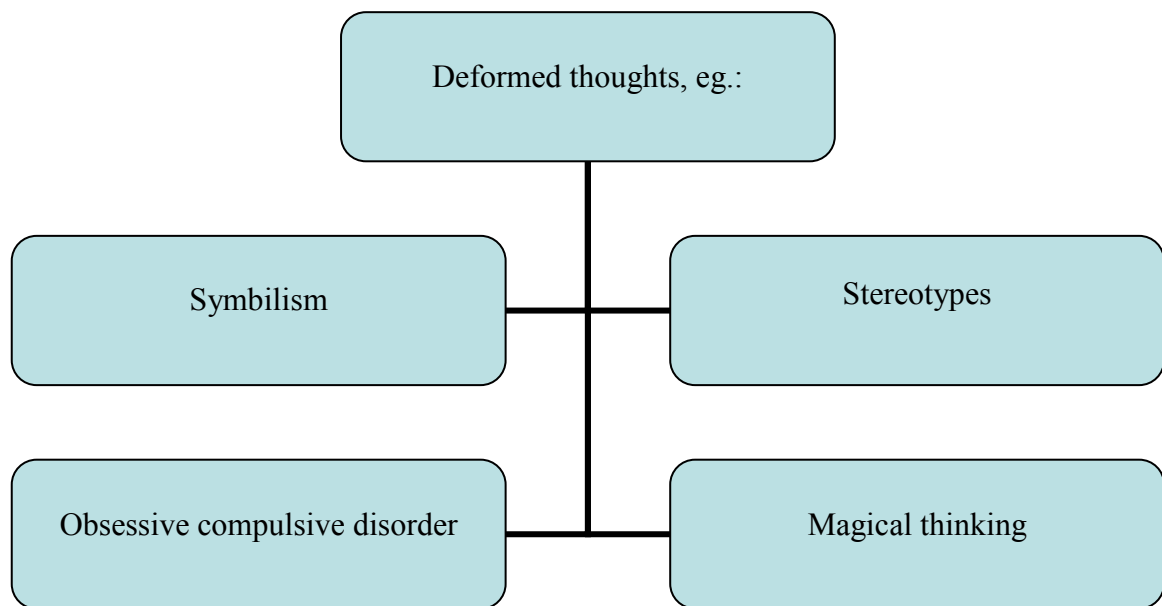 Deformed thoughts, eg.:
Symbilism
Stereotypes
Obsessive compulsive disorder
Magical thinking